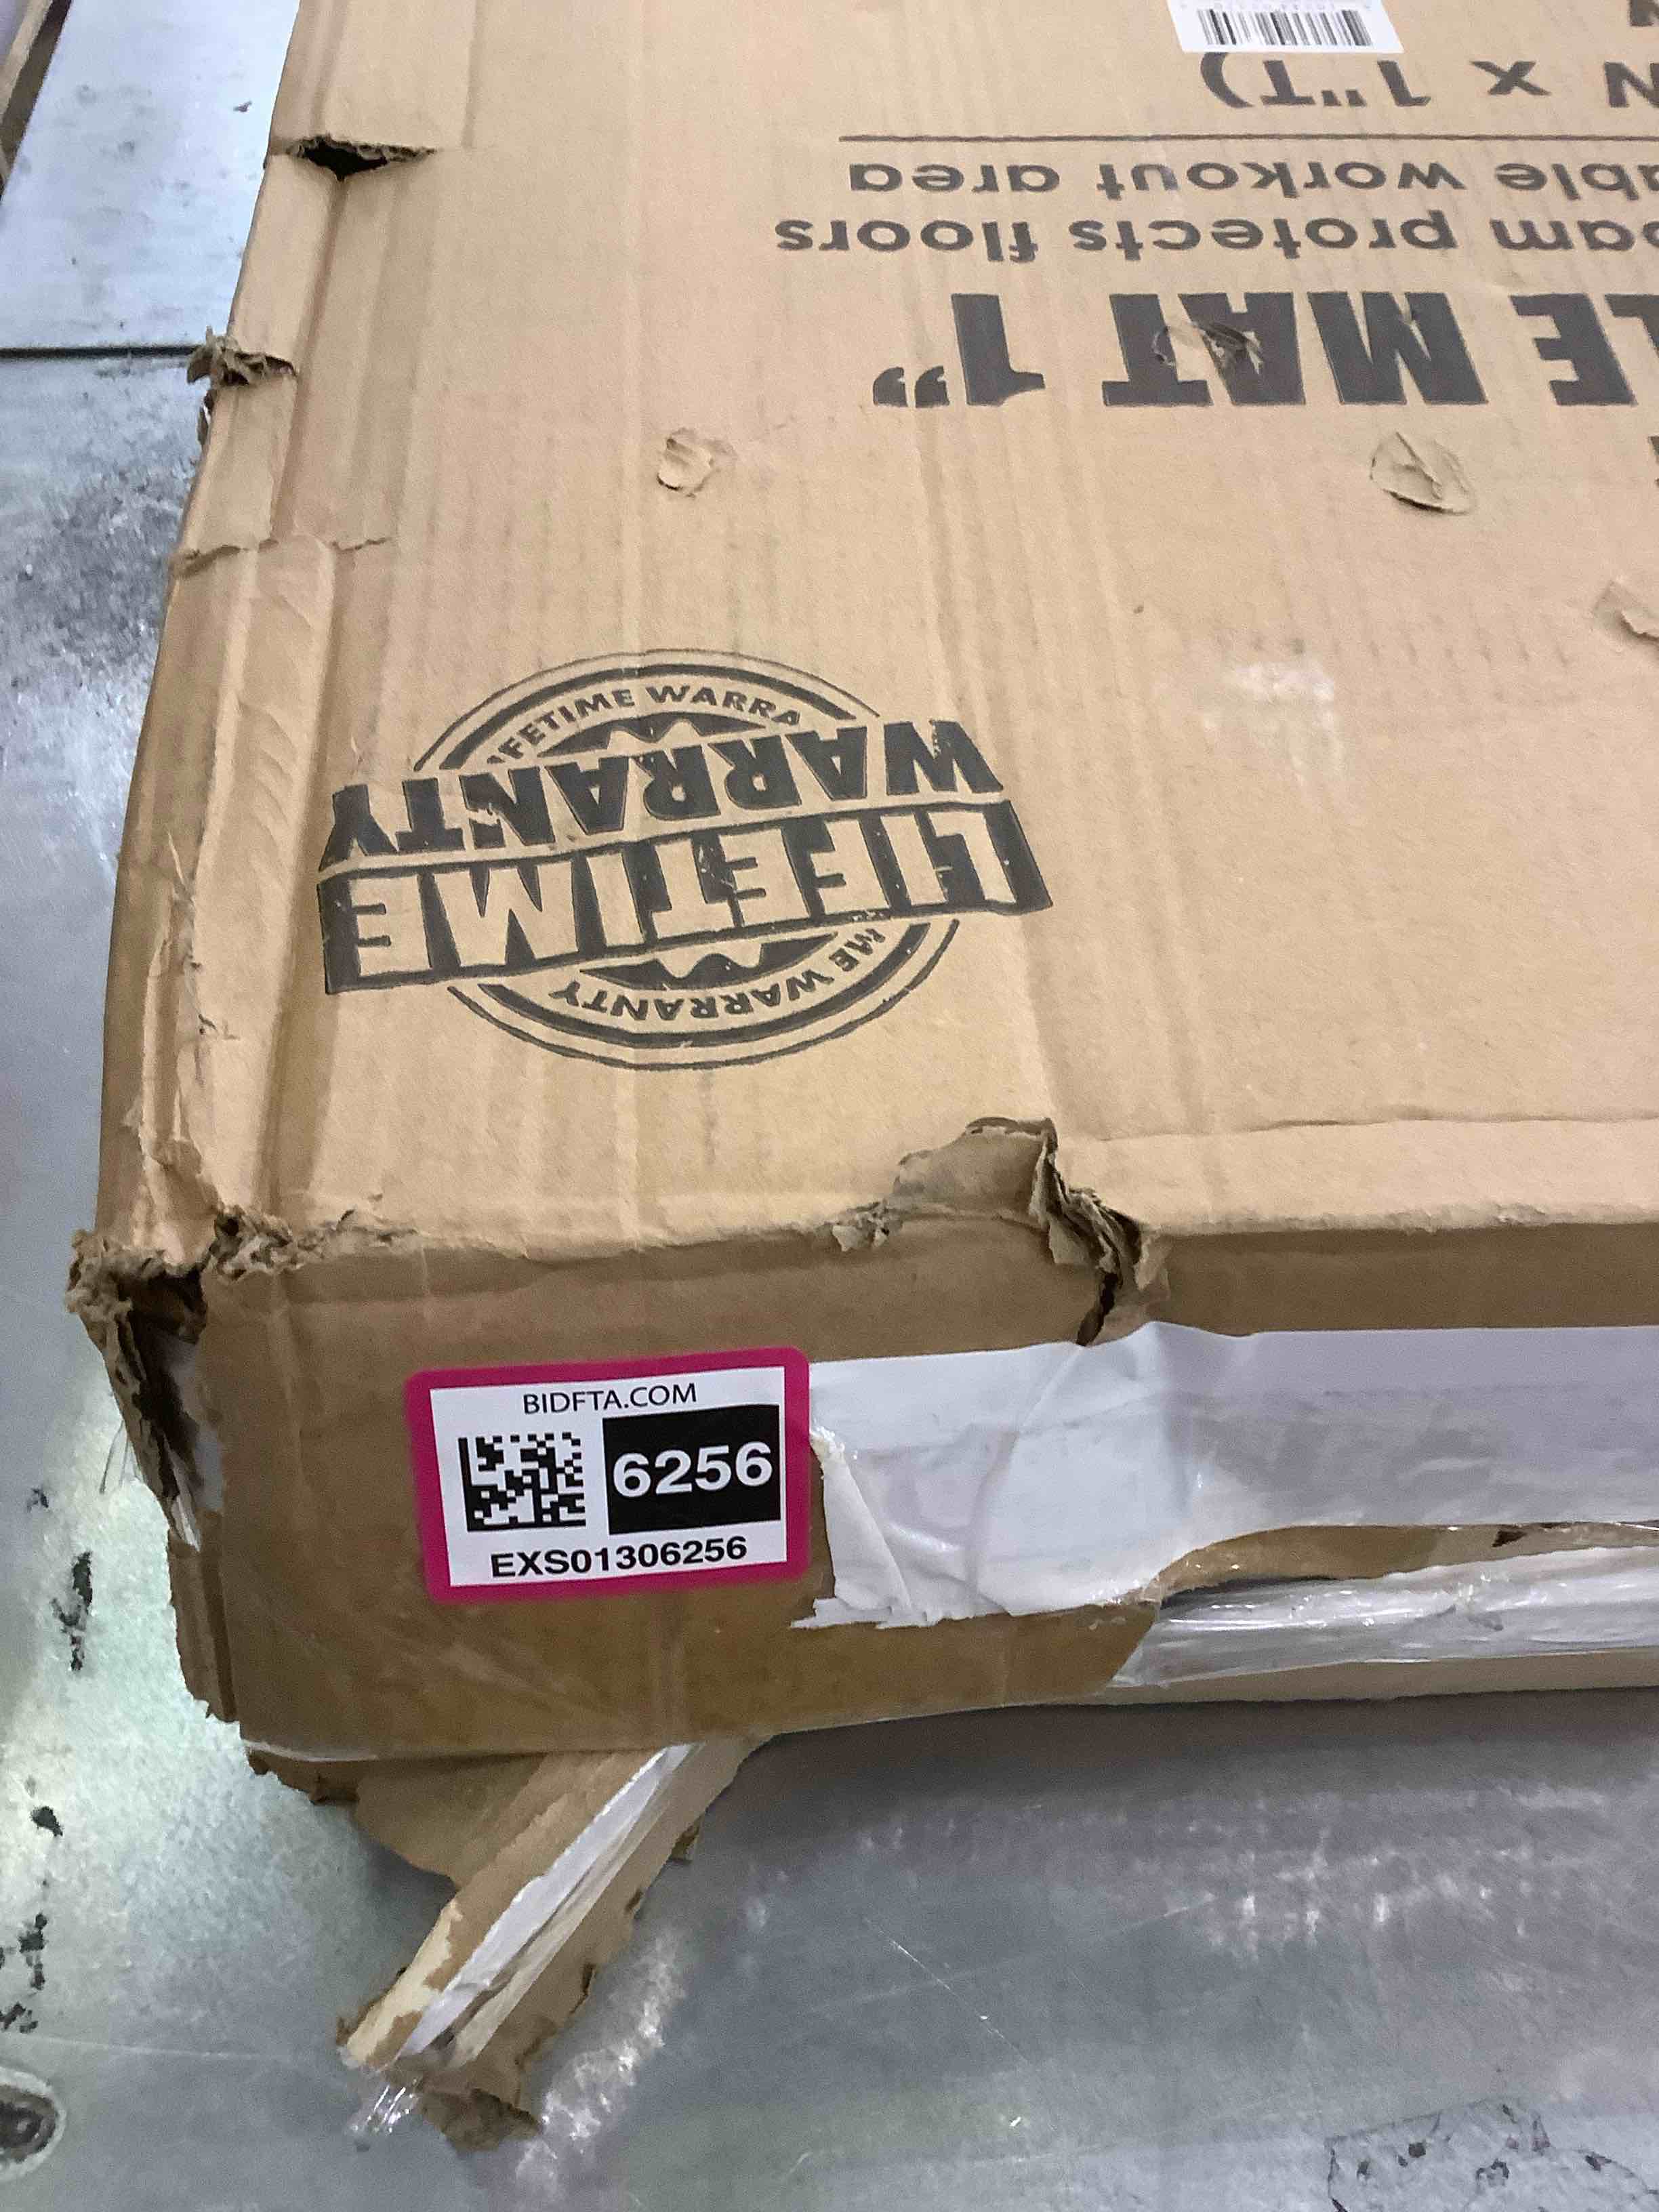 ME WARRANTY
LIFETIME
WARRANTY
IFETIME WARRA
LE MAT 1"
oam protects floors
able workout area
W x 1"T)
BIDFTA.COM
6256
EXS01306256